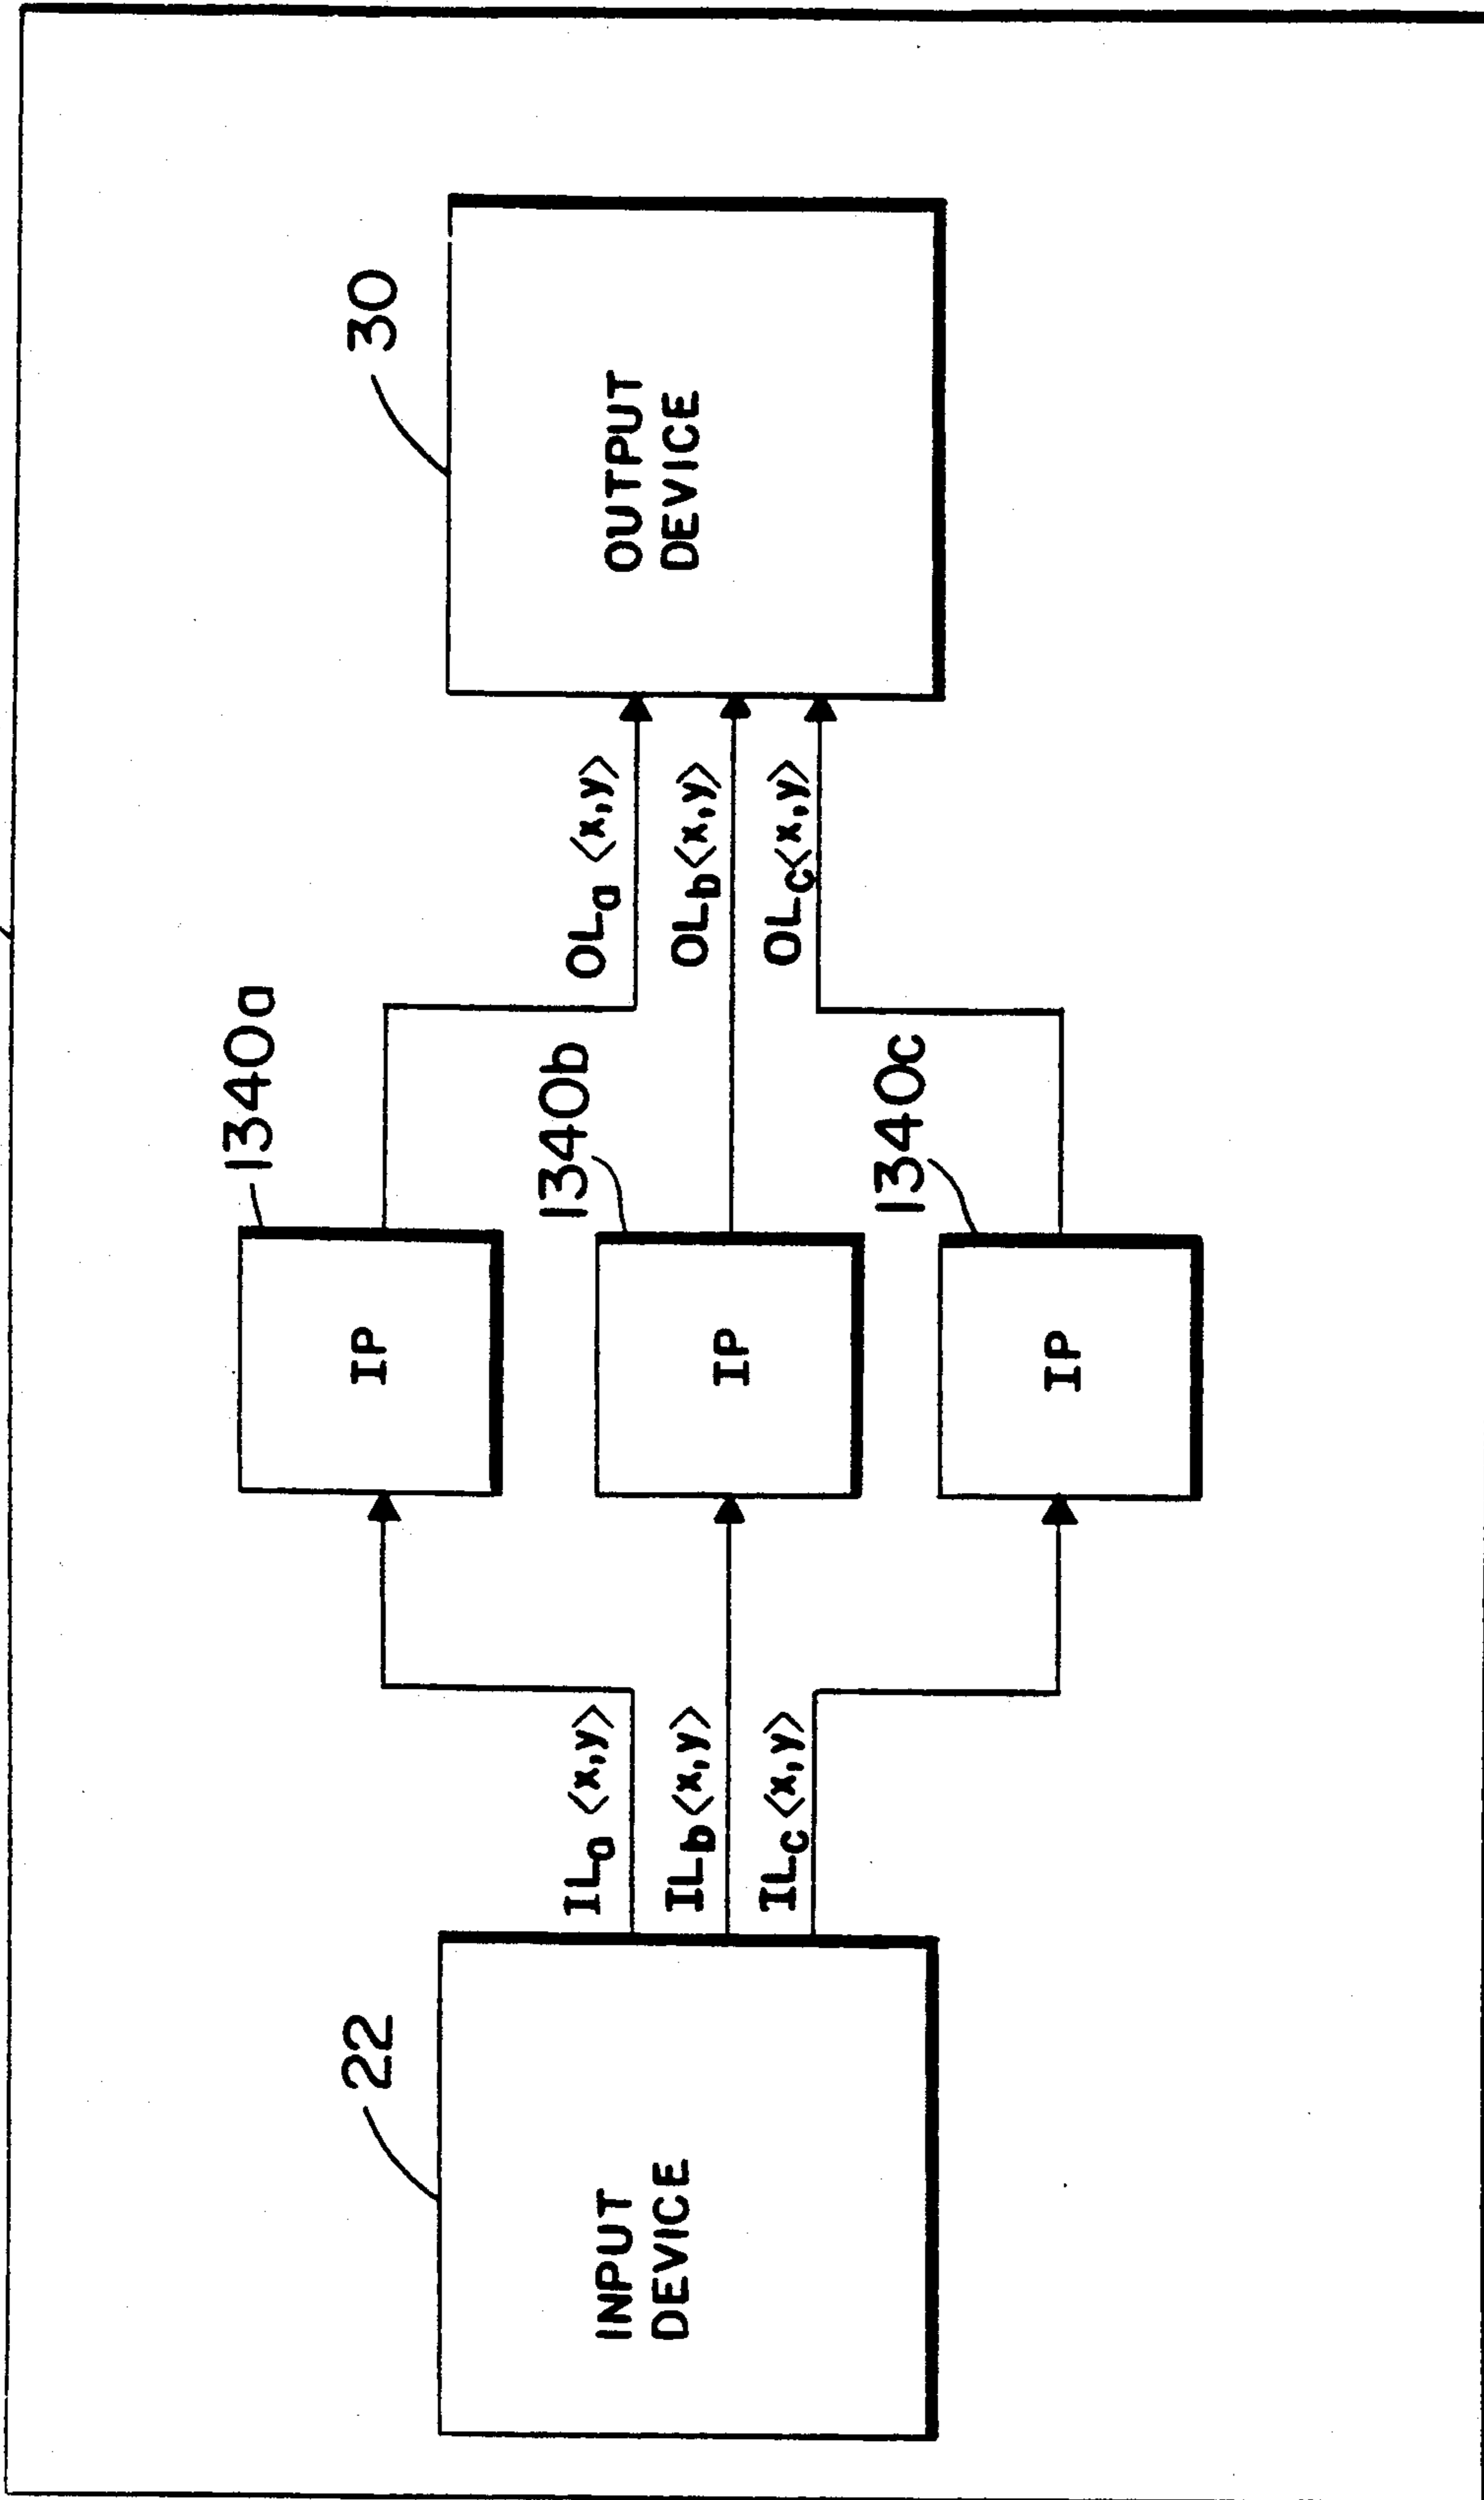 22
INPUT
DEVICE
ILa <x,y>
ILb<x,y>
ILc<x,y>
1340a
IP
1340b
IP
1340c
IP
OLa <x,y>
OLb<x,y>
OLc<x,y>
30
OUTPUT
DEVICE